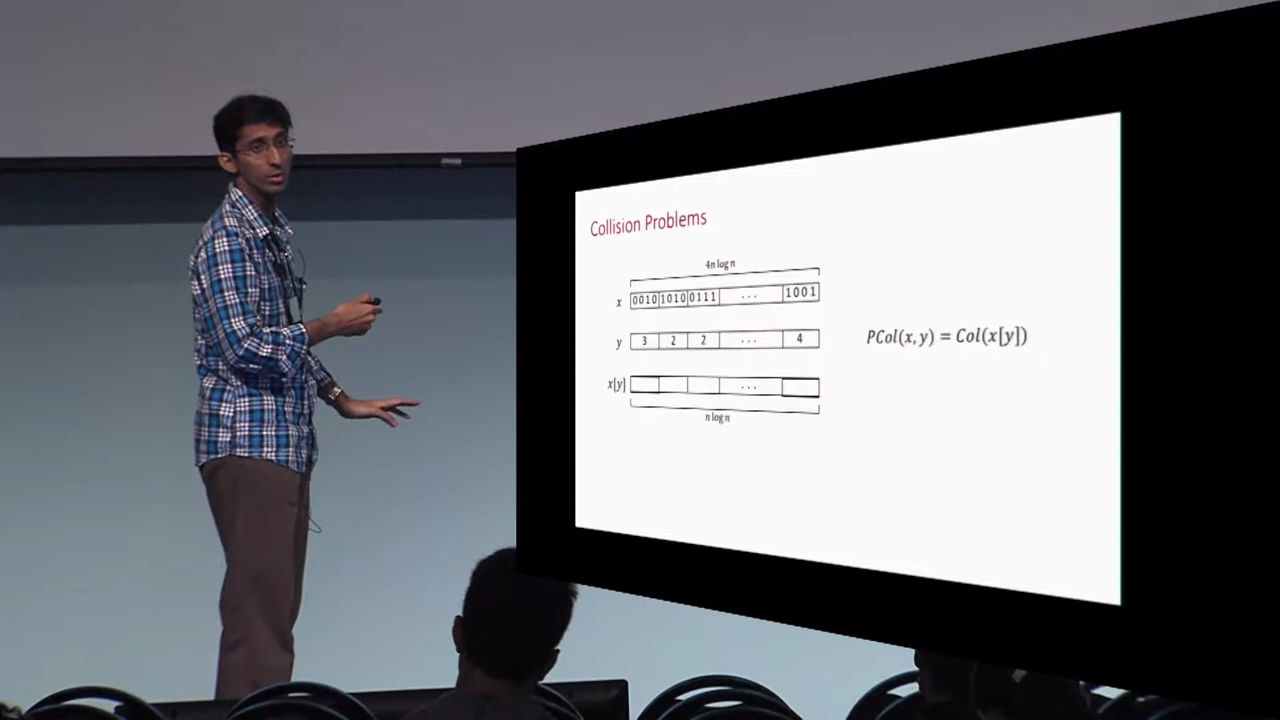 Collision Problems
4n log n
x 0010 1010 0111 ... 1001
y 3 2 2 ... 4
PCol(x, y) = Col(x[y])
x[y] ...
n log n